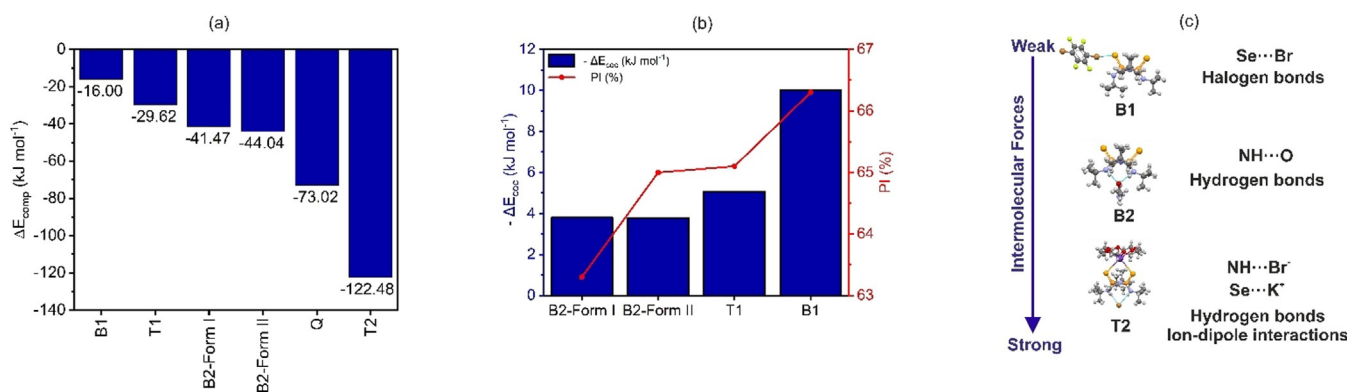 (a)
0
-20
-40
-60
-80
-100
-120
-140
ΔEcomp (kJ mol-1)
-16.00
-29.62
-41.47
-44.04
-73.02
-122.48
B1
T1
B2-Form I
B2-Form II
Q
T2
(b)
12
10
8
6
4
2
0
- ΔEcoc (kJ mol-1)
- ΔEcoc (kJ mol-1)
PI (%)
67
66
65
64
63
PI (%)
B2-Form I
B2-Form II
T1
B1
(c)
Weak
Intermolecular Forces
Strong
B1
Se···Br
Halogen bonds
B2
NH···O
Hydrogen bonds
T2
NH···Br-
Se···K+
Hydrogen bonds
Ion-dipole interactions